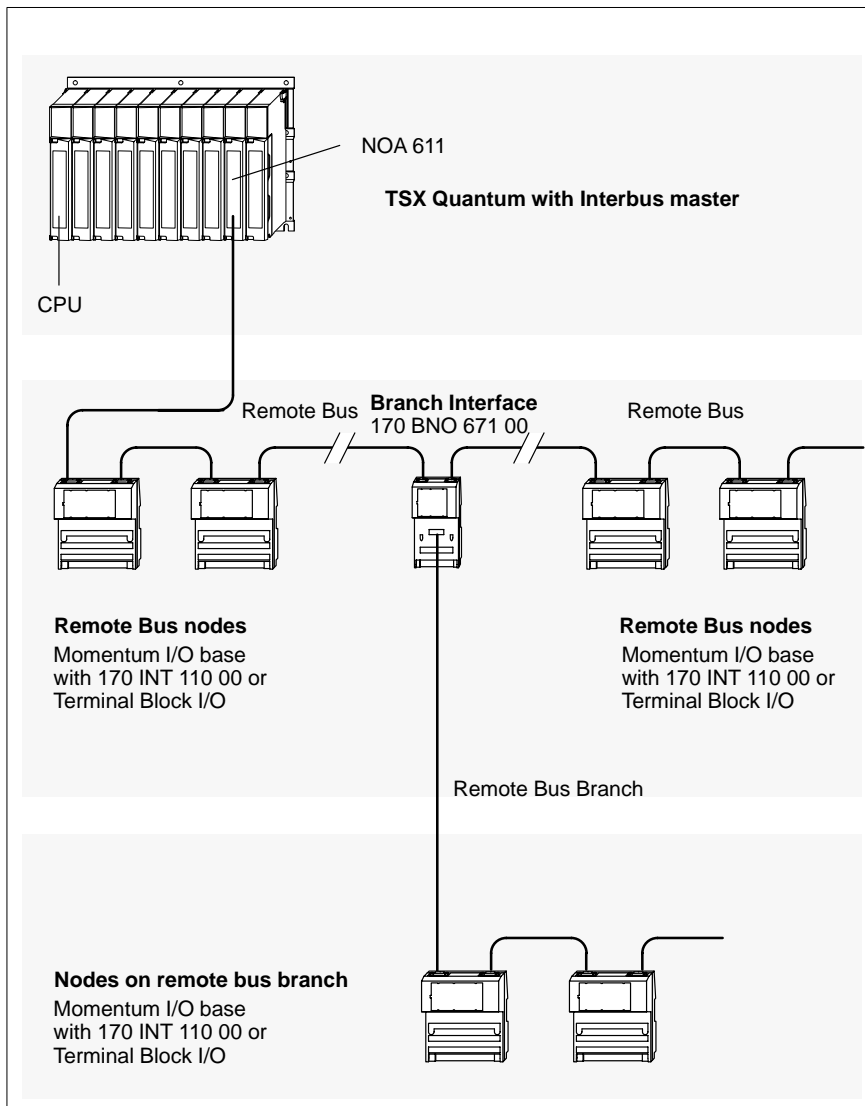 NOA 611
TSX Quantum with Interbus master
CPU
Remote Bus
Branch Interface
170 BNO 671 00
Remote Bus
Remote Bus nodes
Momentum I/O base
with 170 INT 110 00 or
Terminal Block I/O
Remote Bus nodes
Momentum I/O base
with 170 INT 110 00 or
Terminal Block I/O
Remote Bus Branch
Nodes on remote bus branch
Momentum I/O base
with 170 INT 110 00 or
Terminal Block I/O